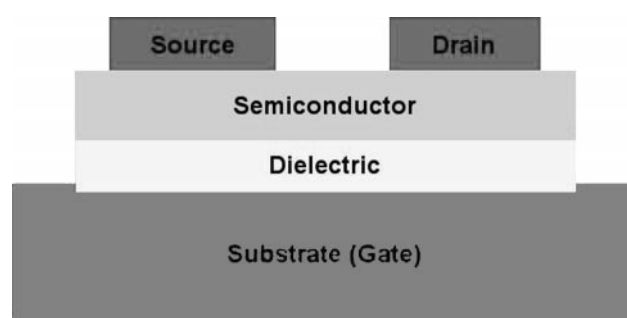 Source
Drain
Semiconductor
Dielectric
Substrate (Gate)